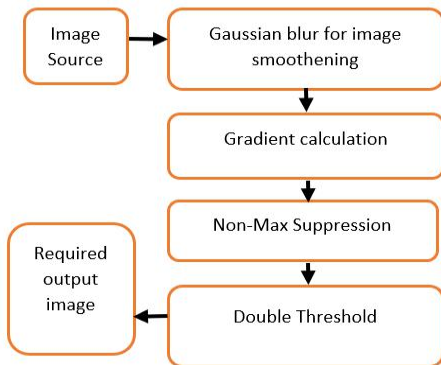 Image
Source
Gaussian blur for image
smoothening
Gradient calculation
Non-Max Suppression
Double Threshold
Required
output
image